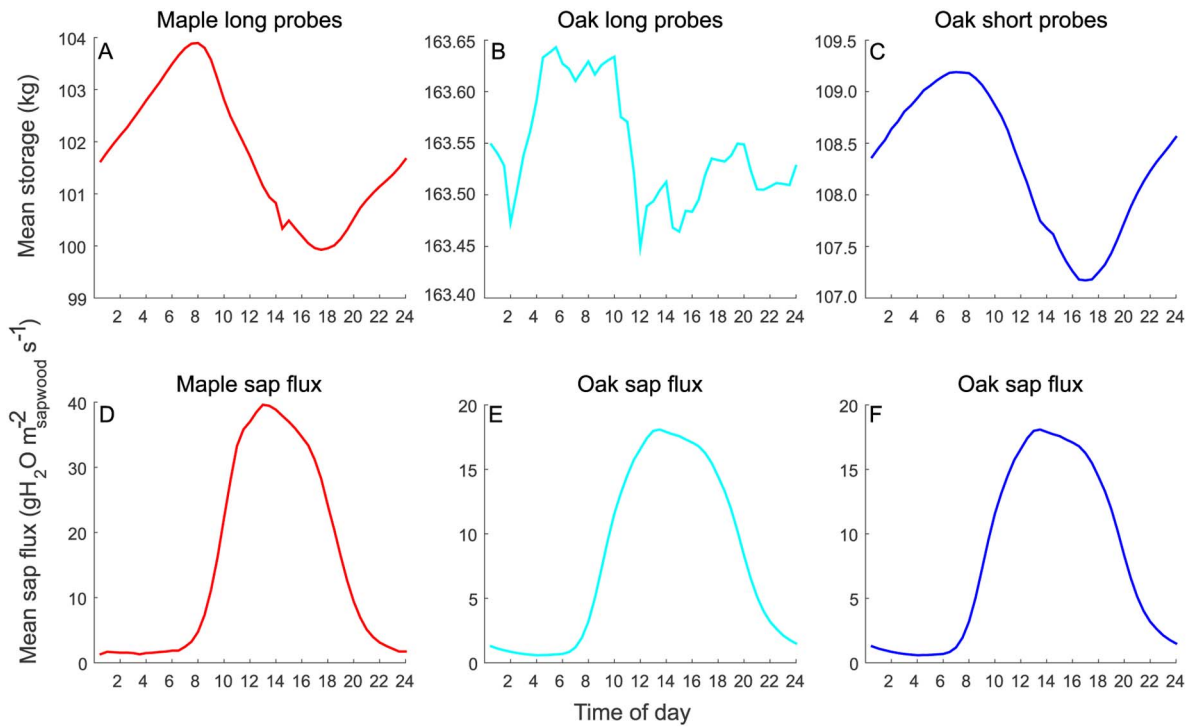 Maple long probes
Oak long probes
Oak short probes
Mean storage (kg)
A
104
103
102
101
100
99
2 4 6 8 10 12 14 16 18 20 22 24
B
163.65
163.60
163.55
163.50
163.45
163.40
2 4 6 8 10 12 14 16 18 20 22 24
C
109.5
109.0
108.5
108.0
107.5
107.0
2 4 6 8 10 12 14 16 18 20 22 24
Maple sap flux
Oak sap flux
Oak sap flux
Mean sap flux (gH₂O m⁻²sapwood s⁻¹)
D
40
30
20
10
0
2 4 6 8 10 12 14 16 18 20 22 24
E
20
15
10
5
0
2 4 6 8 10 12 14 16 18 20 22 24
F
20
15
10
5
0
2 4 6 8 10 12 14 16 18 20 22 24
Time of day